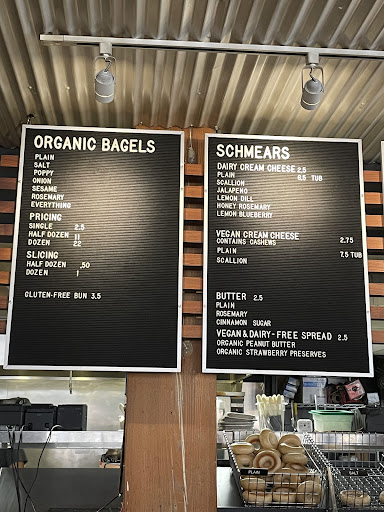 ORGANIC BAGELS
PLAIN
SALT
POPPY
ONION
SESAME
ROSEMARY
EVERYTHING
PRICING
SINGLE 2.5
HALF DOZEN 11
DOZEN 22
SLICING
HALF DOZEN .50
DOZEN 1
GLUTEN-FREE BUN 3.5
SCHMEARS
DAIRY CREAM CHEESE 2.5
PLAIN 6.5 TUB
SCALLION
JALAPENO
LEMON DILL
HONEY ROSEMARY
LEMON BLUEBERRY
VEGAN CREAM CHEESE
CONTAINS CASHEWS 2.75
PLAIN 7.5 TUB
SCALLION
BUTTER 2.5
PLAIN
ROSEMARY
CINNAMON SUGAR
VEGAN & DAIRY-FREE SPREAD 2.5
ORGANIC PEANUT BUTTER
ORGANIC STRAWBERRY PRESERVES
PLAIN
SALT